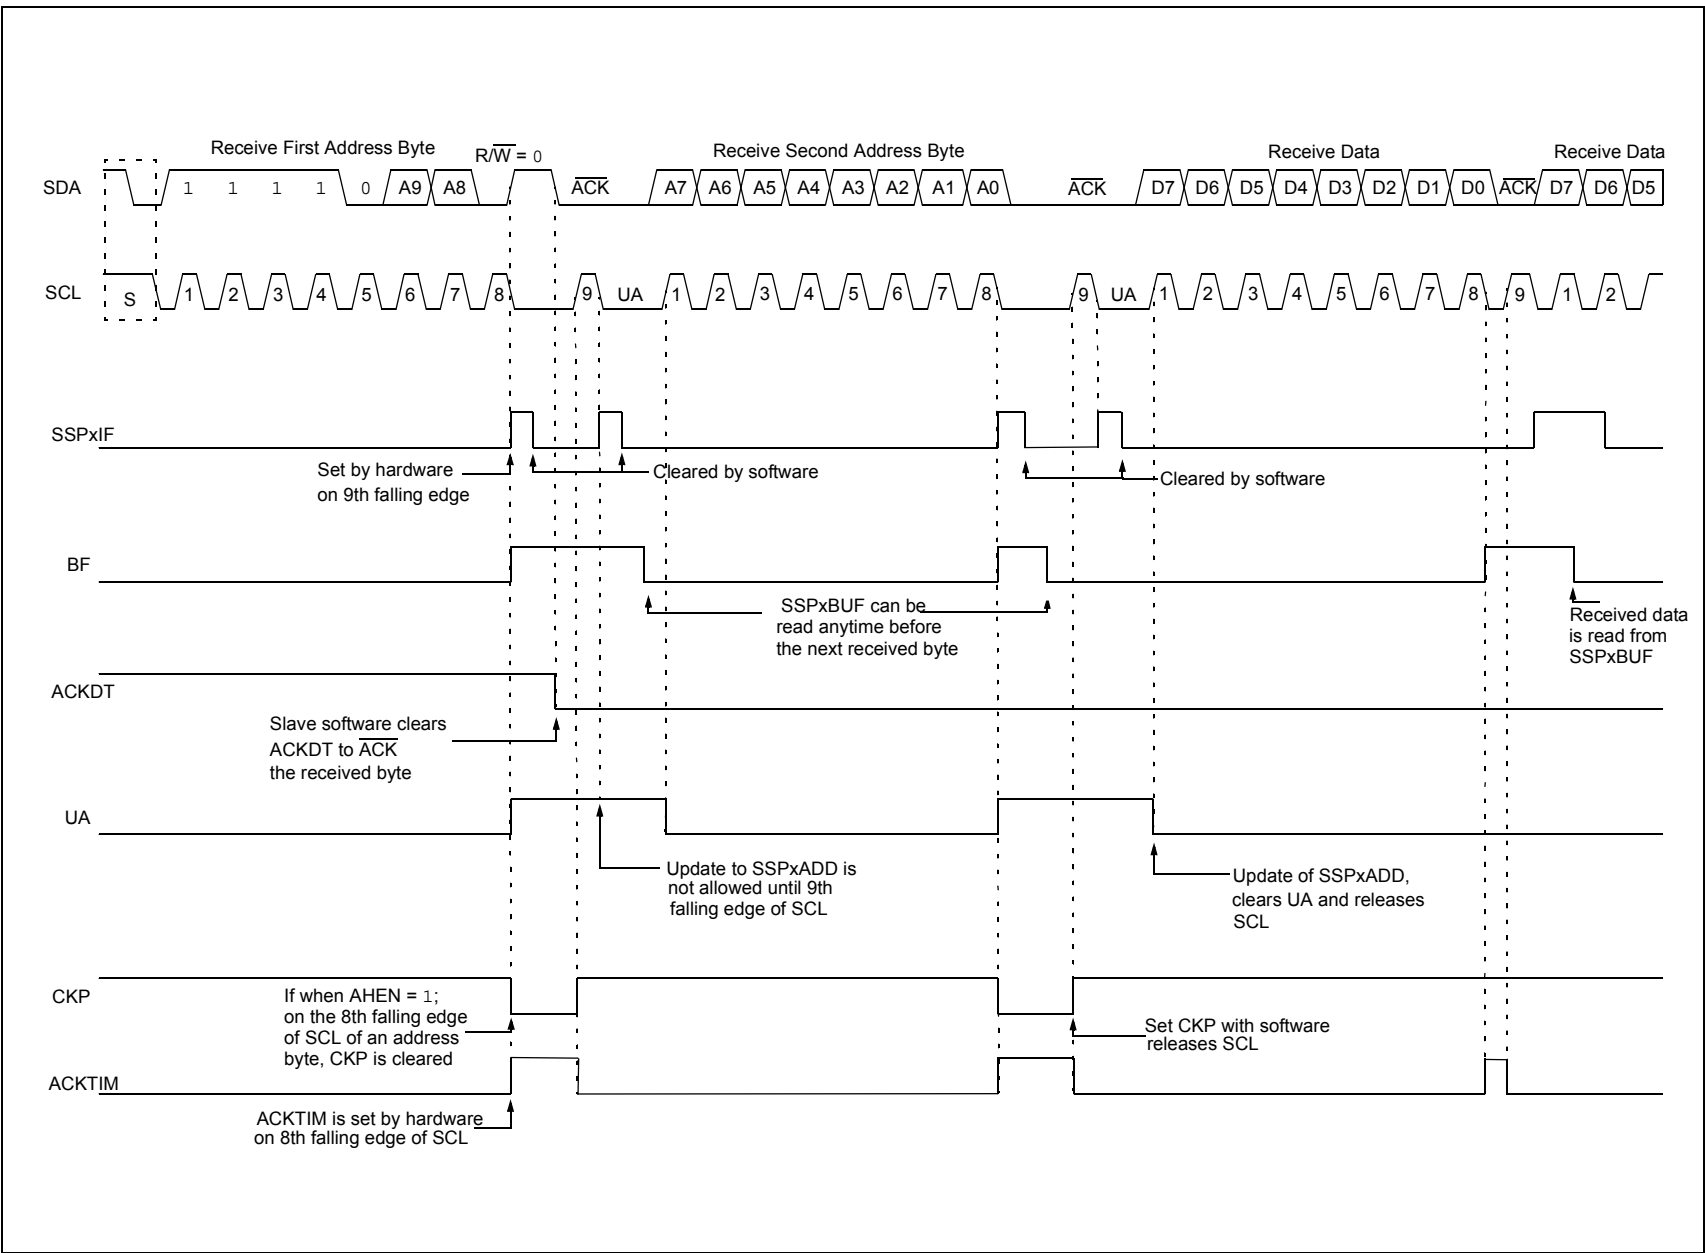 Receive First Address Byte
R/W = 0
Receive Second Address Byte
Receive Data
Receive Data
SDA
1 1 1 1 0 A9 A8
ACK
A7 A6 A5 A4 A3 A2 A1 A0
ACK
D7 D6 D5 D4 D3 D2 D1 D0
ACK
D7 D6 D5
SCL
S
1 2 3 4 5 6 7 8
9
UA
1 2 3 4 5 6 7 8
9
UA
1 2 3 4 5 6 7 8
9
1 2
SSPxIF
Set by hardware
on 9th falling edge
Cleared by software
Cleared by software
BF
SSPxBUF can be
read anytime before
the next received byte
Received data
is read from
SSPxBUF
ACKDT
Slave software clears
ACKDT to ACK
the received byte
UA
Update to SSPxADD is
not allowed until 9th
falling edge of SCL
Update of SSPxADD,
clears UA and releases
SCL
CKP
If when AHEN = 1;
on the 8th falling edge
of SCL of an address
byte, CKP is cleared
Set CKP with software
releases SCL
ACKTIM
ACKTIM is set by hardware
on 8th falling edge of SCL